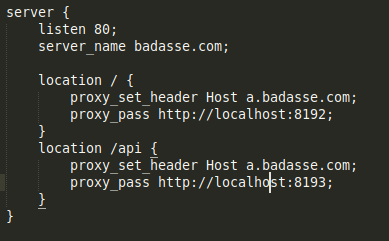 server {
    listen 80;
    server_name badasse.com;

    location / {
        proxy_set_header Host a.badasse.com;
        proxy_pass http://localhost:8192;
    }
    location /api {
        proxy_set_header Host a.badasse.com;
        proxy_pass http://localhost:8193;
    }
}